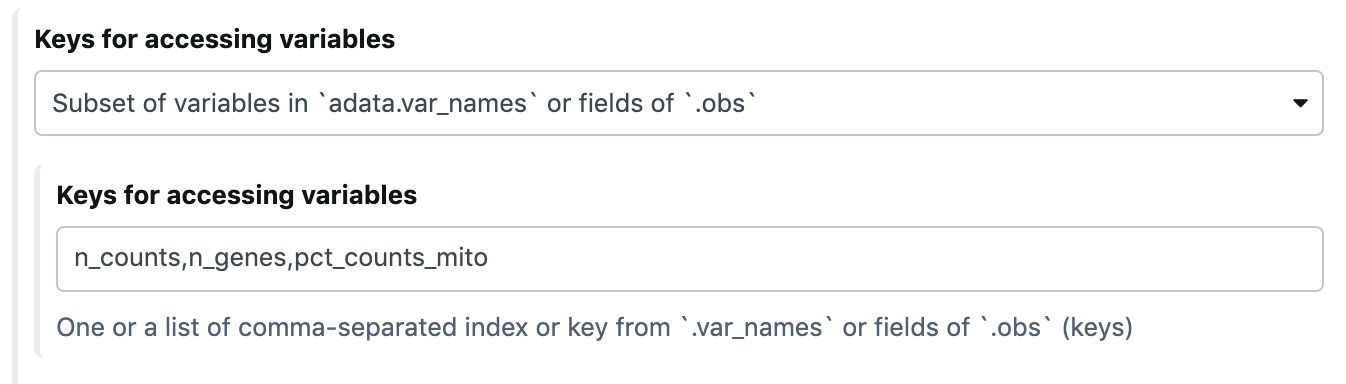 Keys for accessing variables
Subset of variables in `adata.var_names` or fields of `.obs`
Keys for accessing variables
n_counts,n_genes,pct_counts_mito
One or a list of comma-separated index or key from `.var_names` or fields of `.obs` (keys)